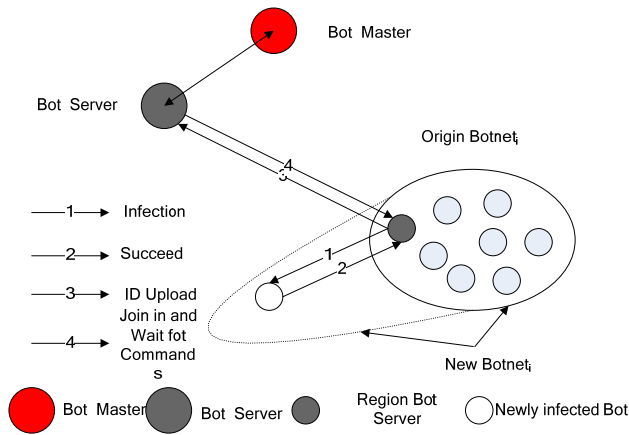 Bot Master
Bot Server
Origin Botnet i
4
3
1
2
1 Infection
2 Succeed
3 ID Upload
4 Join in and
Wait fot
Command
s
New Botnet i
Bot Master
Bot Server
Region Bot
Server
Newly infected Bot